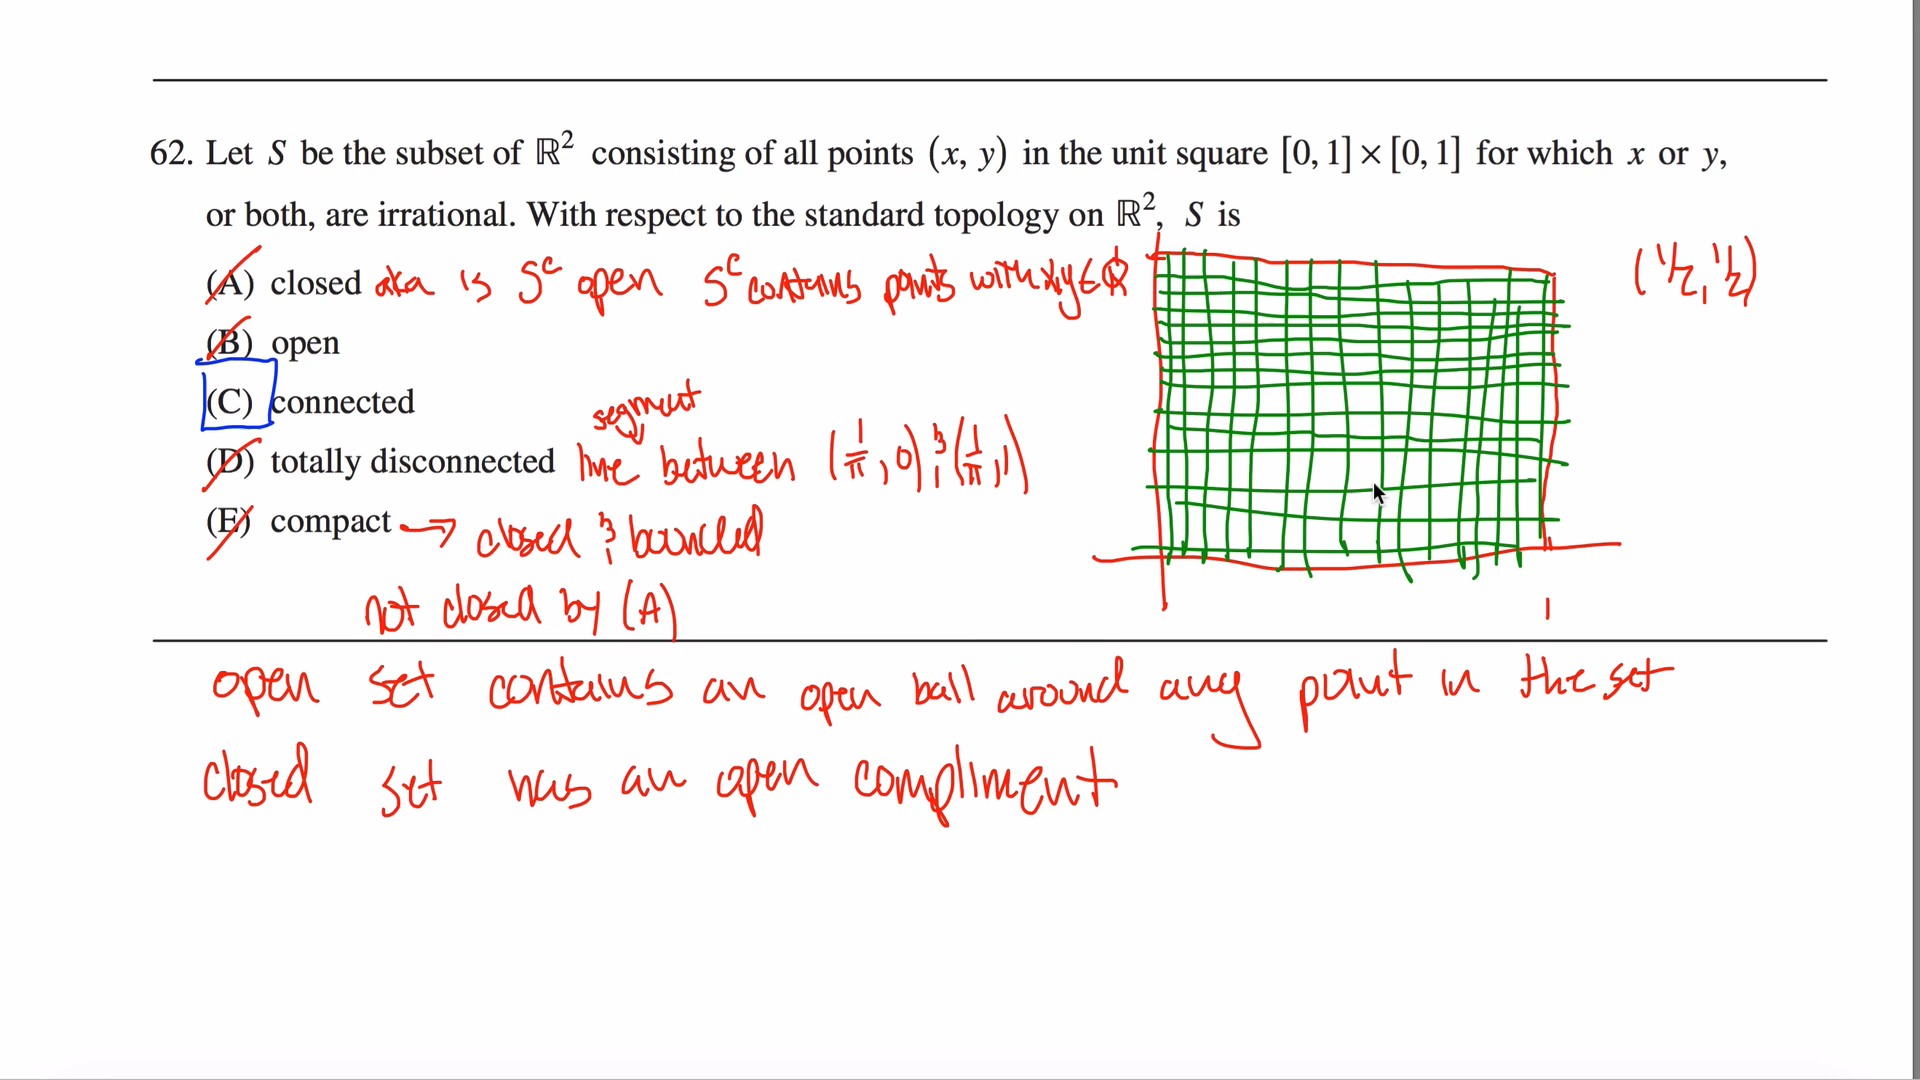 62. Let S be the subset of ℝ² consisting of all points (x, y) in the unit square [0, 1] × [0, 1] for which x or y,
or both, are irrational. With respect to the standard topology on ℝ², S is
(A) closed aka is Sᶜ open Sᶜ contains points with x,y ∈ ℚ
(1/2, 1/2)
(B) open
(C) connected
segment
(D) totally disconnected line between (1/π, 0) & (1/π, 1)
(E) compact → closed & bounded
not closed by (A)
1
open set contains an open ball around any point in the set
closed set has an open compliment